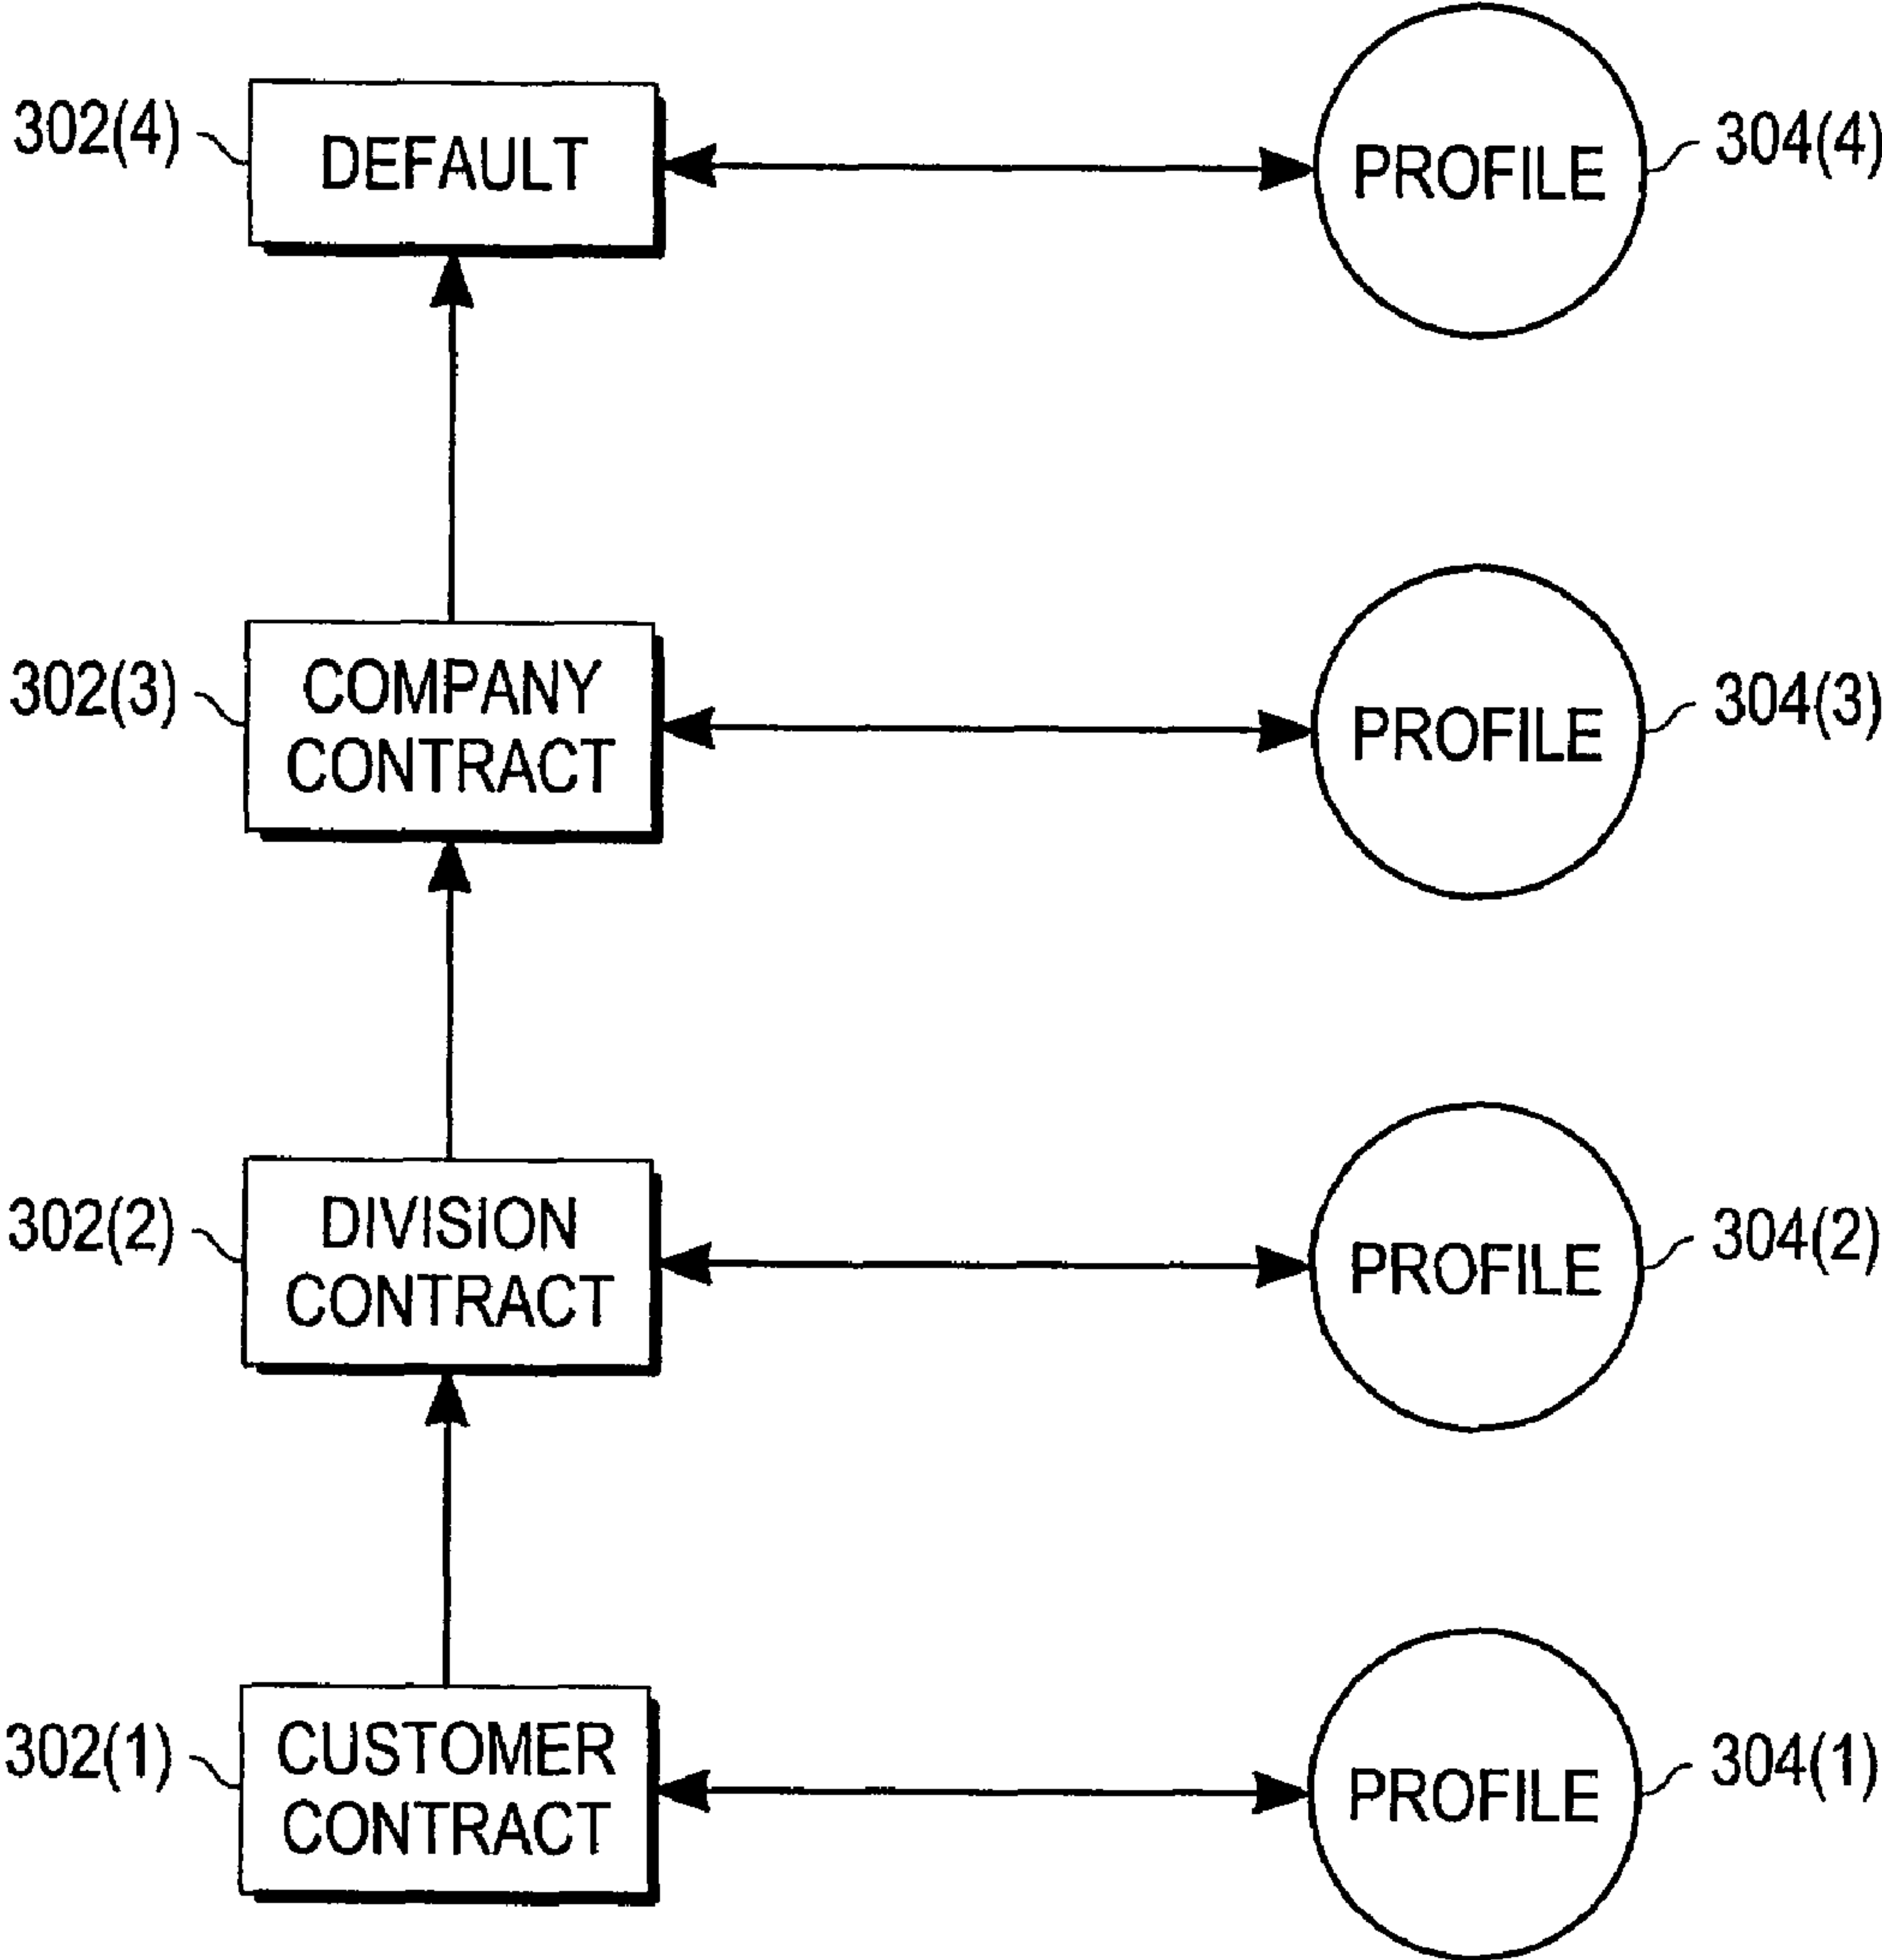 302(4)
DEFAULT
PROFILE
304(4)
302(3)
COMPANY
CONTRACT
PROFILE
304(3)
302(2)
DIVISION
CONTRACT
PROFILE
304(2)
302(1)
CUSTOMER
CONTRACT
PROFILE
304(1)